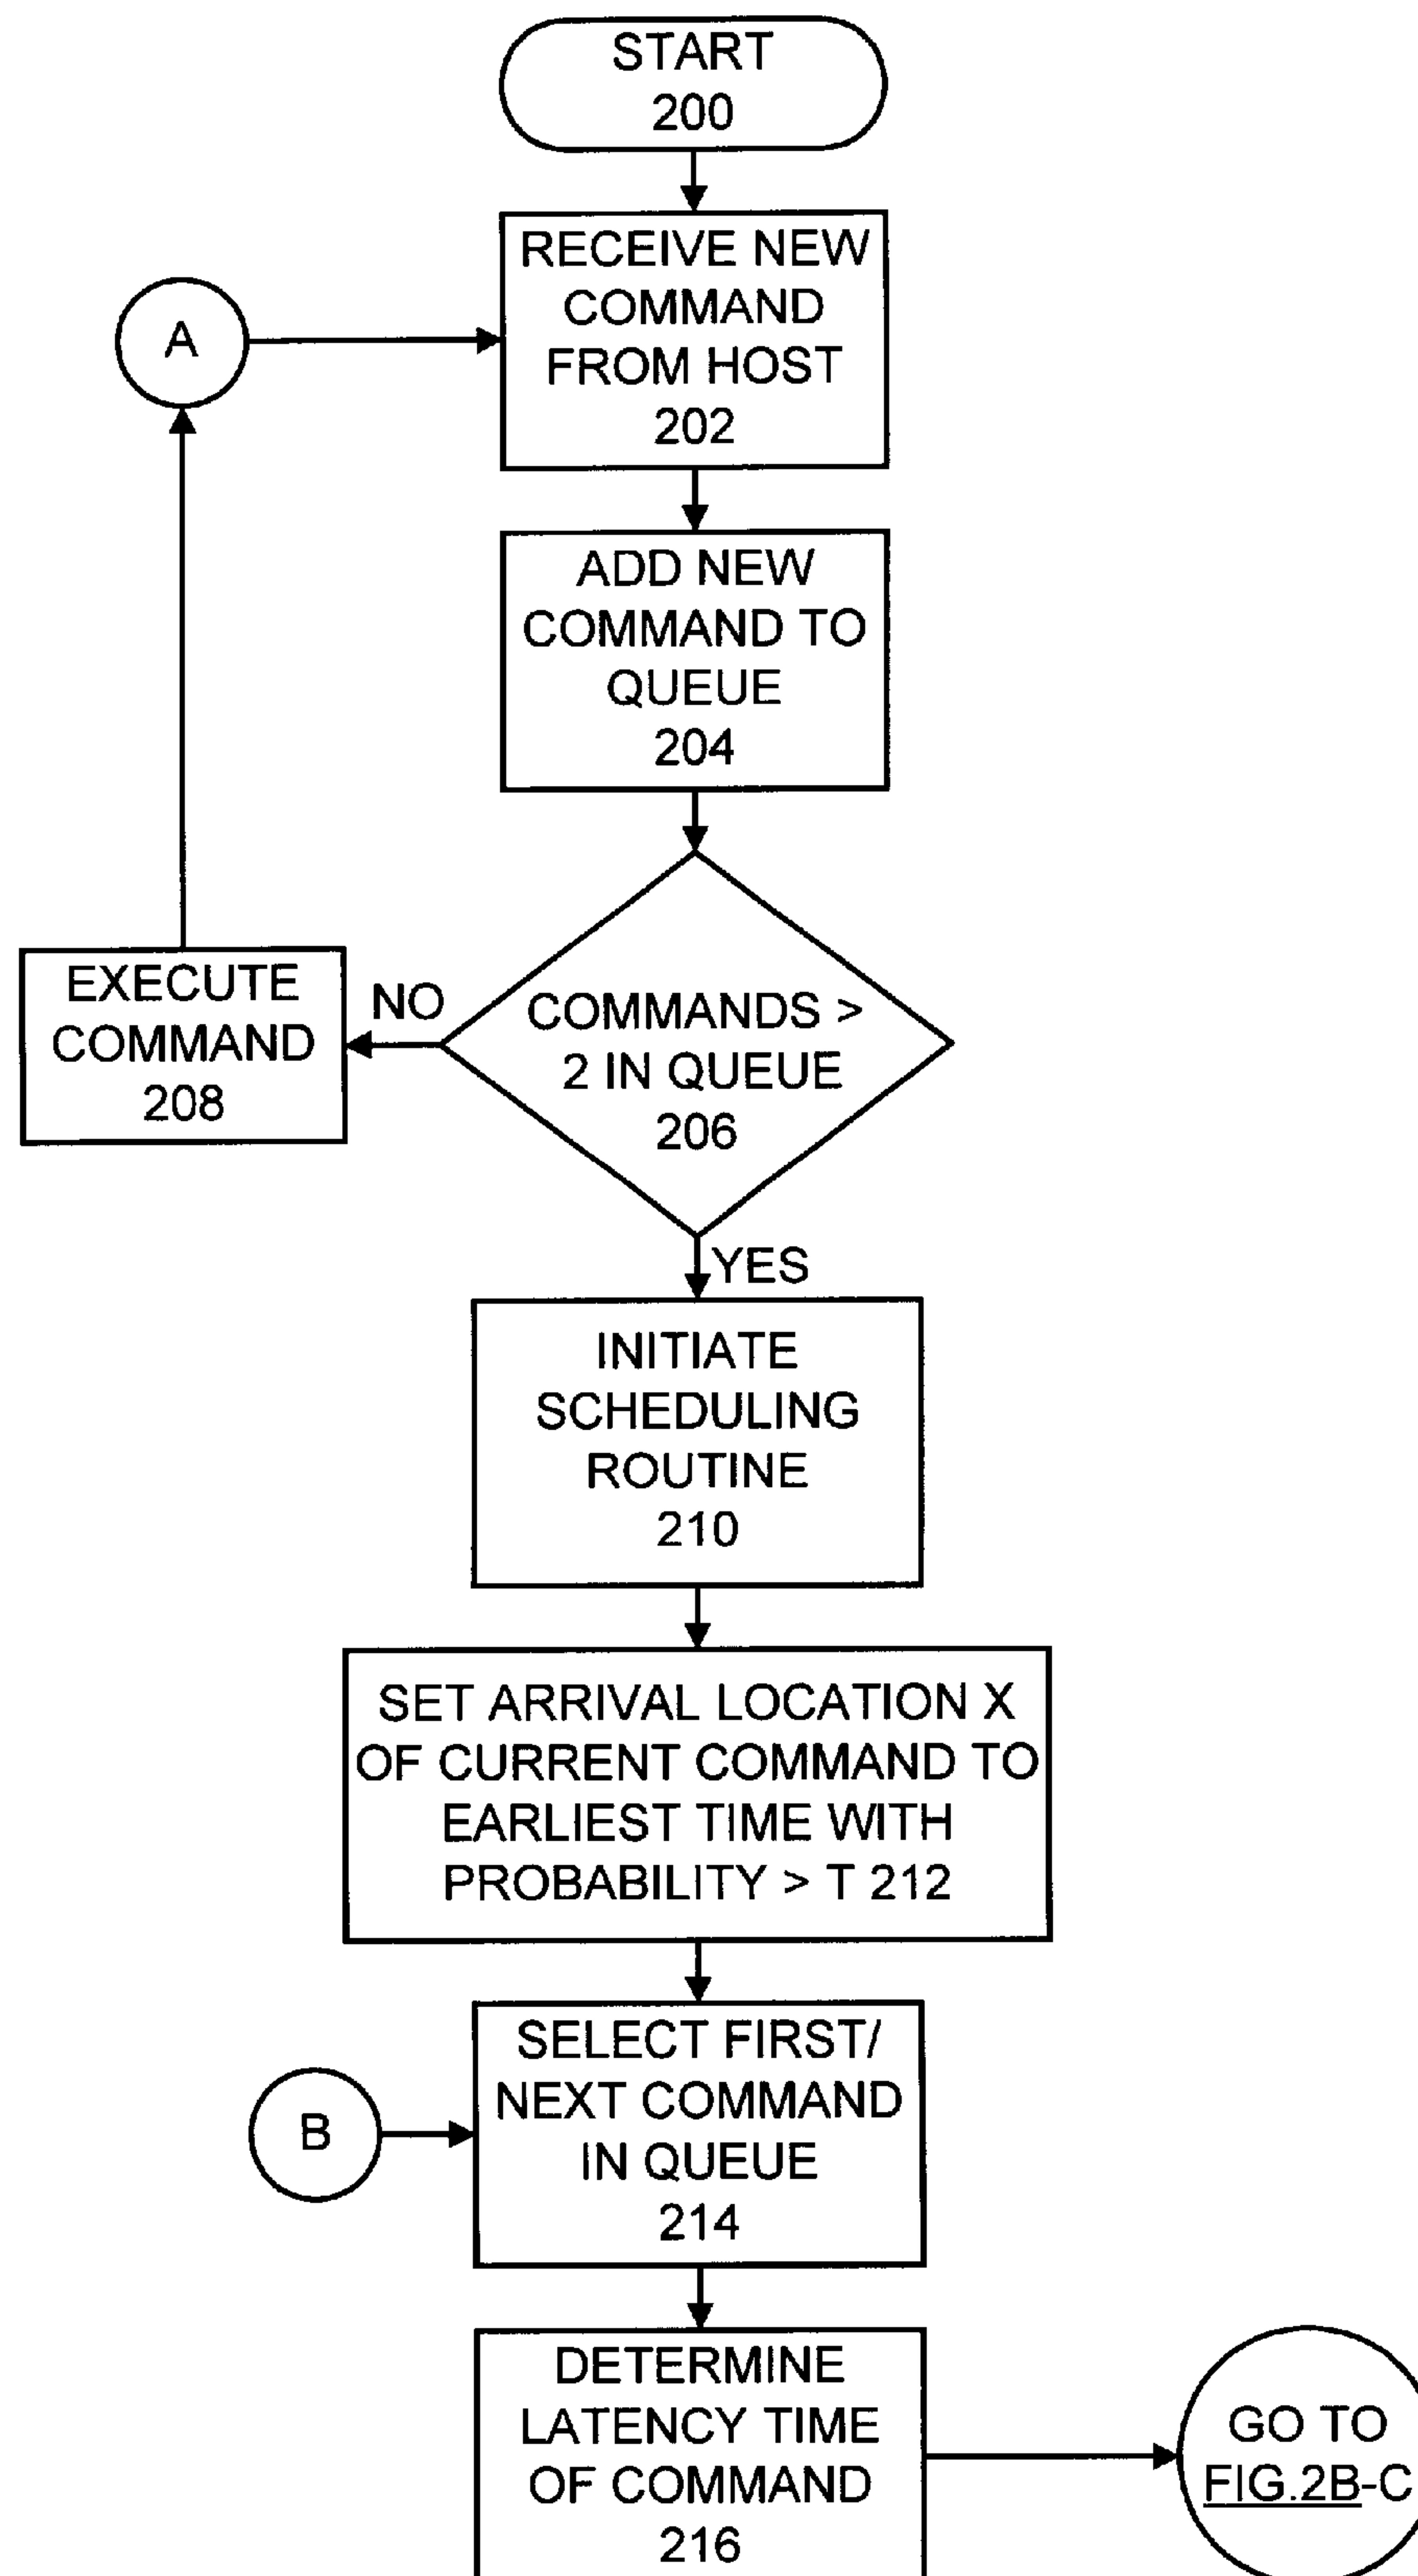 START
200
RECEIVE NEW
COMMAND
FROM HOST
202
A
ADD NEW
COMMAND TO
QUEUE
204
COMMANDS >
2 IN QUEUE
206
NO
EXECUTE
COMMAND
208
YES
INITIATE
SCHEDULING
ROUTINE
210
SET ARRIVAL LOCATION X
OF CURRENT COMMAND TO
EARLIEST TIME WITH
PROBABILITY > T 212
SELECT FIRST/
NEXT COMMAND
IN QUEUE
214
B
DETERMINE
LATENCY TIME
OF COMMAND
216
GO TO
FIG.2B-C